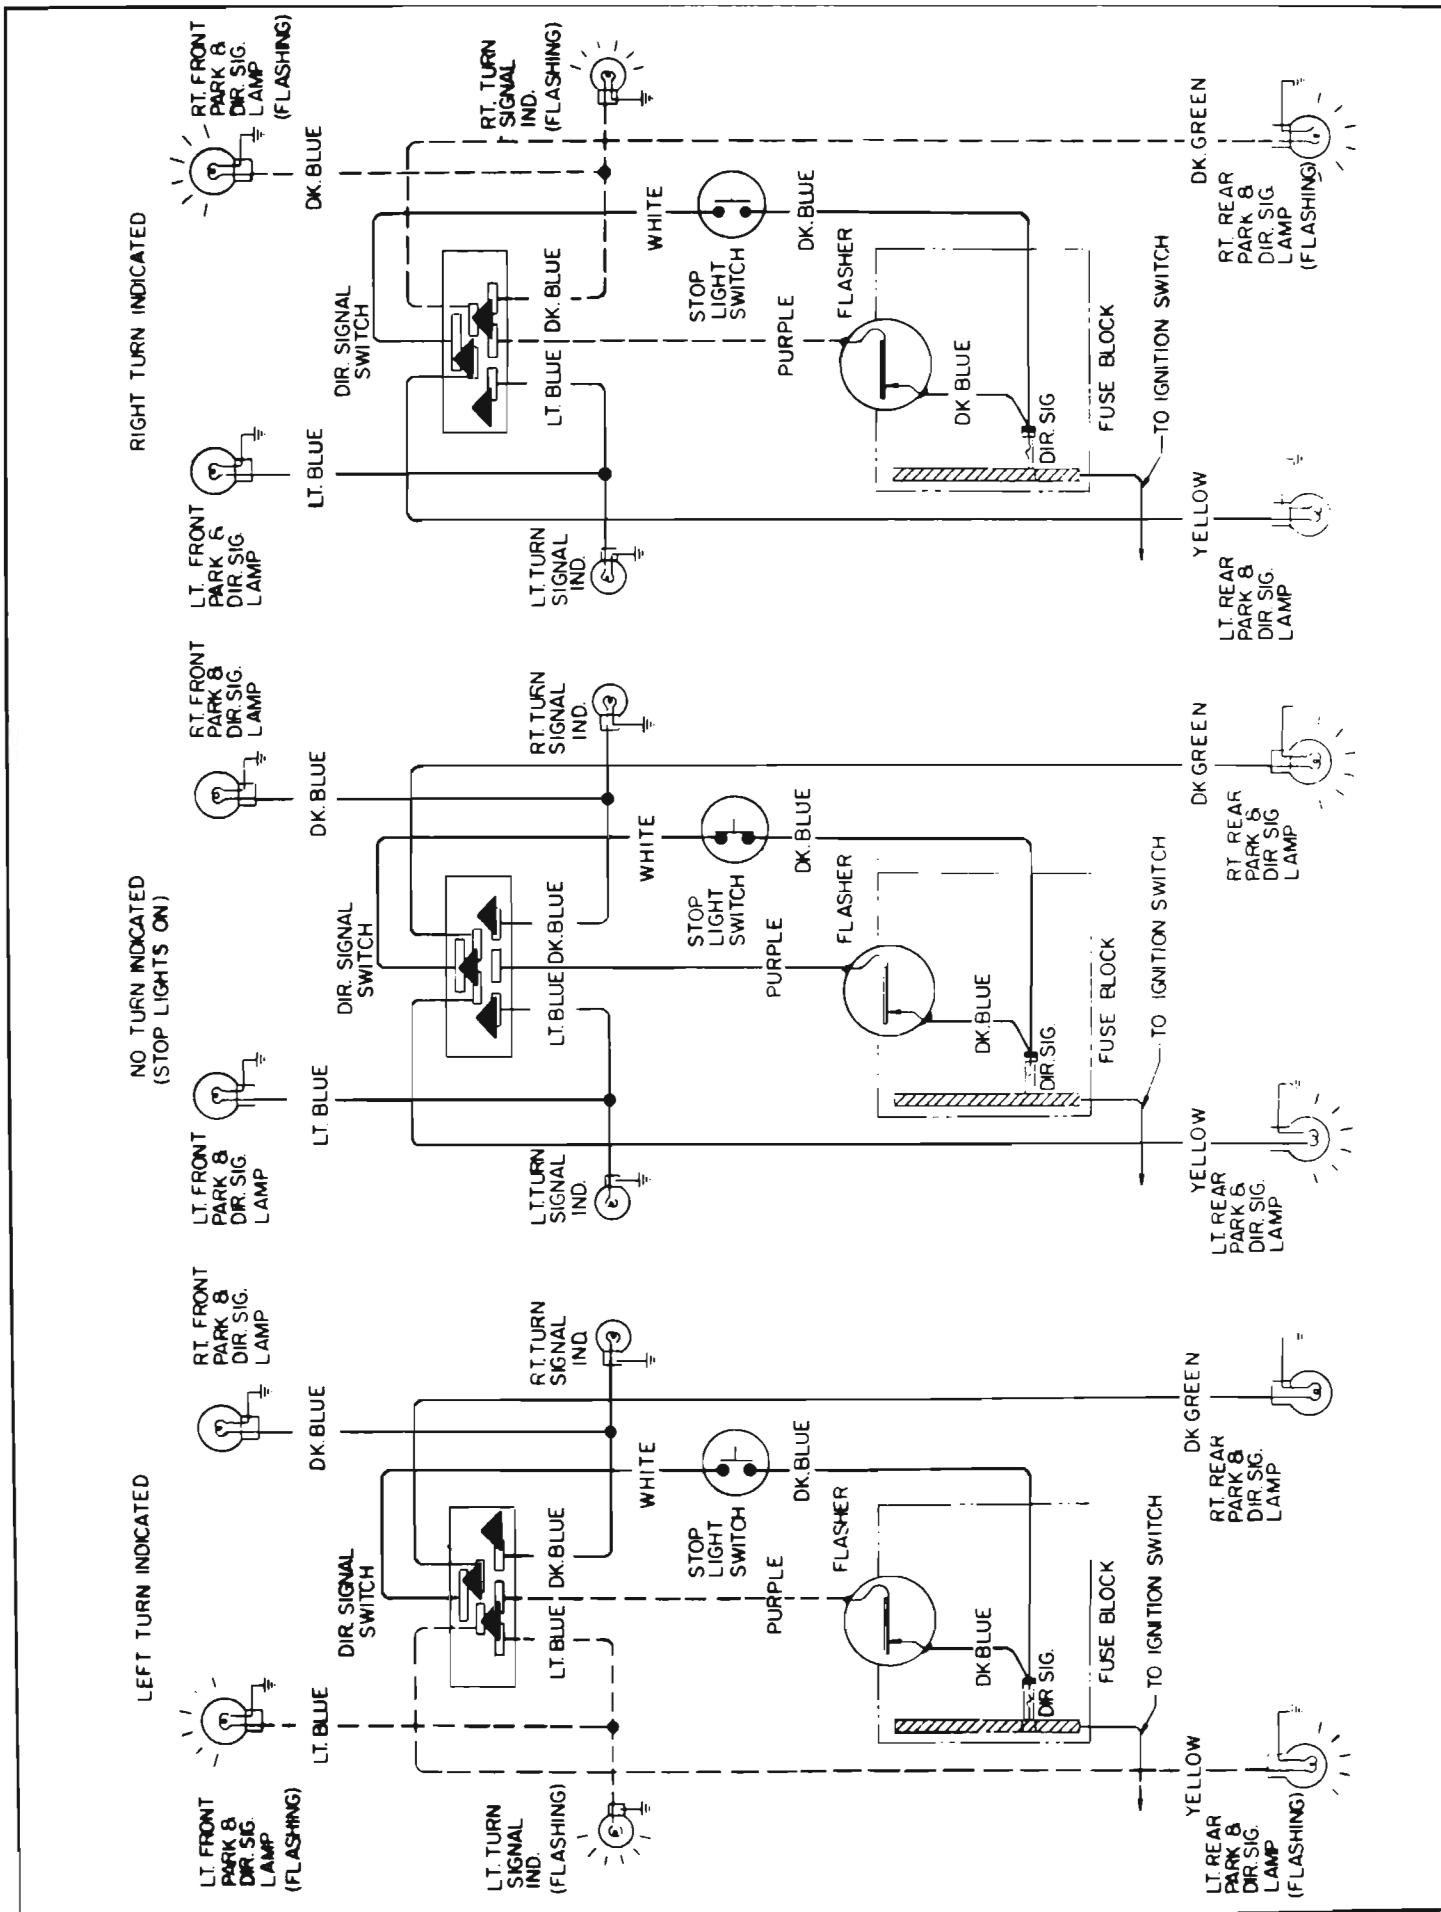 LEFT TURN INDICATED
LT. FRONT
PARK &
DIR. SIG.
LAMP
(FLASHING)
RT. FRONT
PARK &
DIR. SIG.
LAMP
LT. BLUE
DK. BLUE
DIR SIGNAL
SWITCH
LT. TURN
SIGNAL
IND.
(FLASHING)
LT. BLUE
DK. BLUE
RT. TURN
SIGNAL
IND
WHITE
STOP
LIGHT
SWITCH
PURPLE
DK. BLUE
FLASHER
DK. BLUE
DIR SIG.
FUSE BLOCK
TO IGNITION SWITCH
YELLOW
DK GREEN
LT. REAR
PARK &
DIR. SIG.
LAMP
(FLASHING)
RT. REAR
PARK &
DIR. SIG.
LAMP
NO TURN INDICATED
(STOP LIGHTS ON)
LT. FRONT
PARK &
DIR. SIG.
LAMP
RT. FRONT
PARK &
DIR. SIG.
LAMP
LT. BLUE
DK. BLUE
DIR. SIGNAL
SWITCH
LT. TURN
SIGNAL
IND.
LT. BLUE
DK. BLUE
RT. TURN
SIGNAL
IND.
WHITE
STOP
LIGHT
SWITCH
PURPLE
DK. BLUE
FLASHER
DK. BLUE
DIR. SIG.
FUSE BLOCK
TO IGNITION SWITCH
YELLOW
DK GREEN
LT. REAR
PARK &
DIR. SIG.
LAMP
RT. REAR
PARK &
DIR SIG
LAMP
RIGHT TURN INDICATED
LT. FRONT
PARK &
DIR. SIG.
LAMP
RT. FRONT
PARK &
DIR. SIG.
LAMP
(FLASHING)
LT. BLUE
DK. BLUE
DIR. SIGNAL
SWITCH
LT. TURN
SIGNAL
IND.
LT. BLUE
DK. BLUE
RT. TURN
SIGNAL
IND.
(FLASHING)
WHITE
STOP
LIGHT
SWITCH
PURPLE
DK. BLUE
FLASHER
DK BLUE
DIR. SIG
FUSE BLOCK
TO IGNITION SWITCH
YELLOW
DK. GREEN
LT. REAR
PARK &
DIR. SIG.
LAMP
RT. REAR
PARK &
DIR. SIG.
LAMP
(FLASHING)